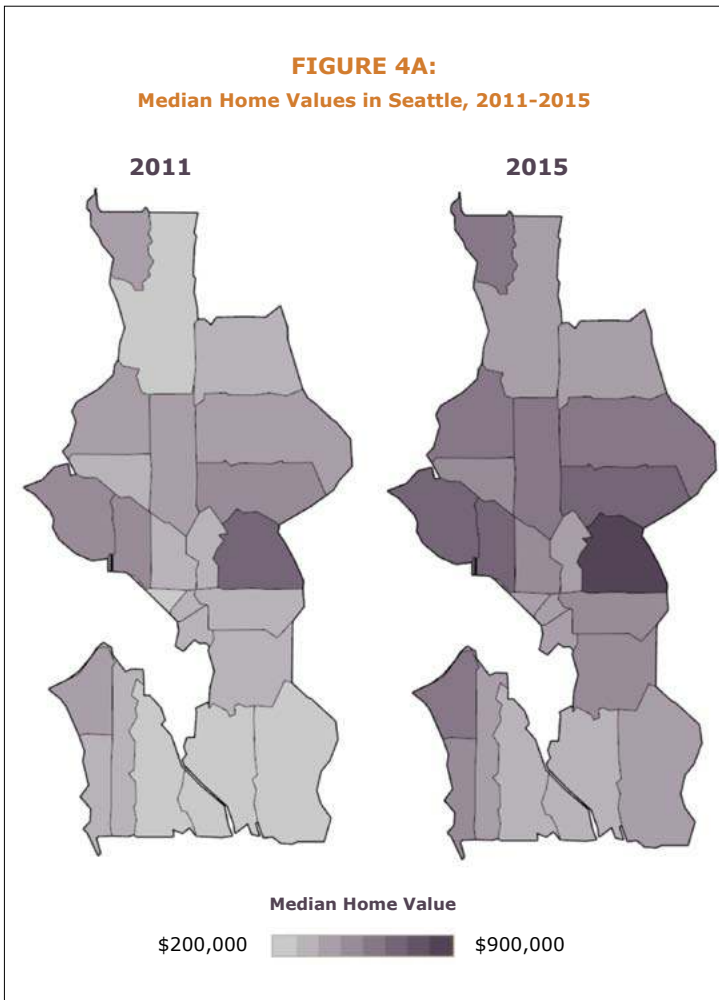 FIGURE 4A:
Median Home Values in Seattle, 2011-2015
2011 2015
Median Home Value
$200,000 $900,000